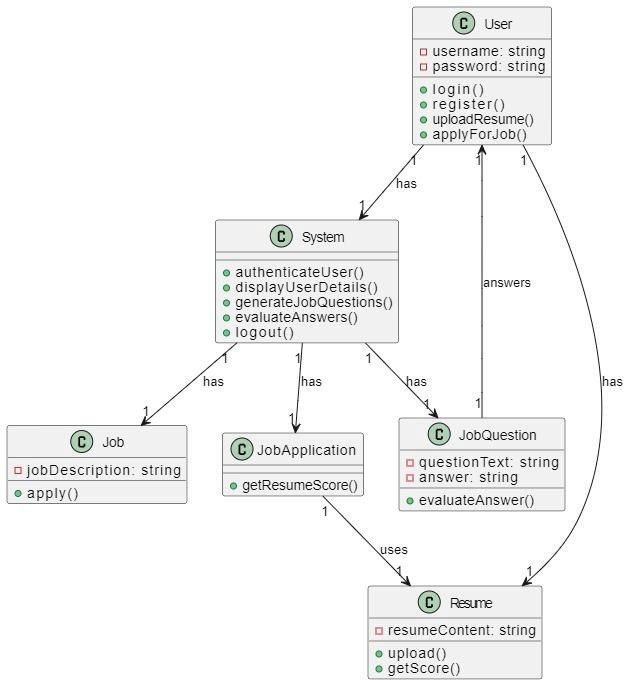 C User
username: string
password: string
login()
register()
uploadResume()
applyForJob()
1
1
1
has
1
C System
authenticateUser()
displayUserDetails()
generateJobQuestions()
evaluateAnswers()
logout()
answers
1
1
1
has
has
has
has
1
1
1
1
C Job
jobDescription: string
apply()
C JobApplication
getResumeScore()
C JobQuestion
questionText: string
answer: string
evaluateAnswer()
1
uses
1
1
C Resume
resumeContent: string
upload()
getScore()